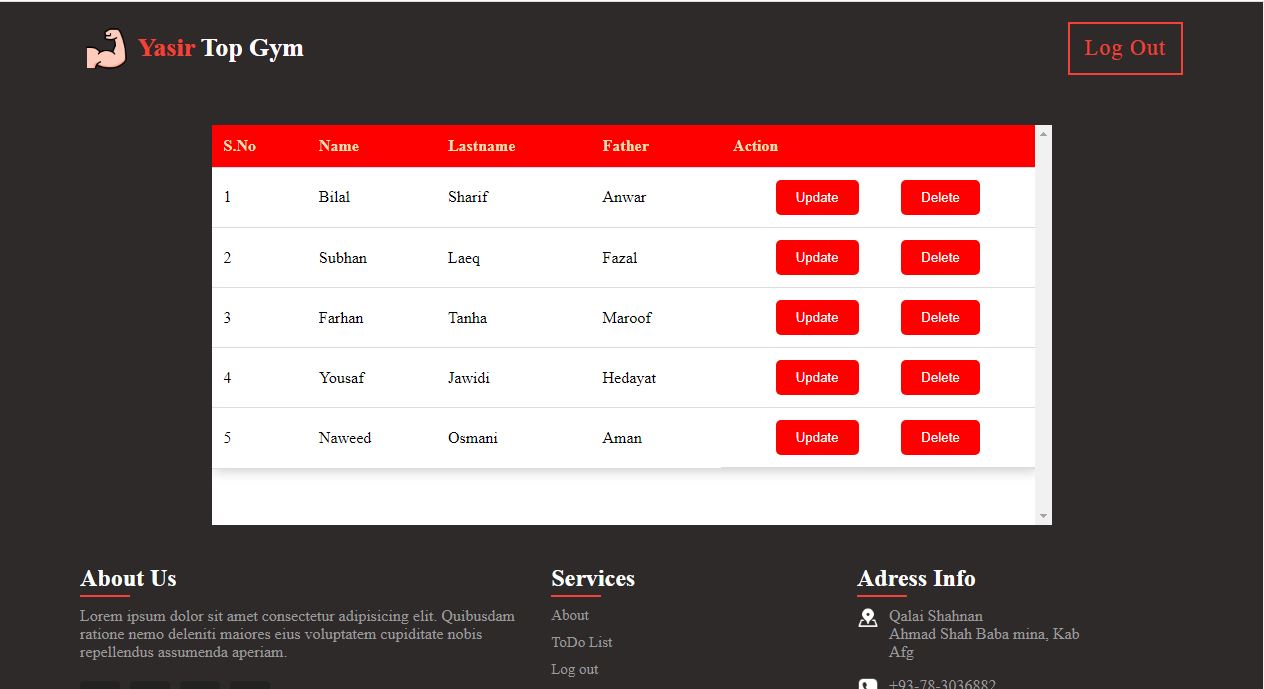 Yasir Top Gym
Log Out
S.No Name Lastname Father Action
1 Bilal Sharif Anwar Update Delete
2 Subhan Laeq Fazal Update Delete
3 Farhan Tanha Maroof Update Delete
4 Yousaf Jawidi Hedayat Update Delete
5 Naweed Osmani Aman Update Delete
About Us
Lorem ipsum dolor sit amet consectetur adipisicing elit. Quibusdam
ratione nemo deleniti maiores eius voluptatem cupiditate nobis
repellendus assumenda aperiam.
Services
About
ToDo List
Log out
Adress Info
Qalai Shahnan
Ahmad Shah Baba mina, Kab
Afg
+93-78-3036882